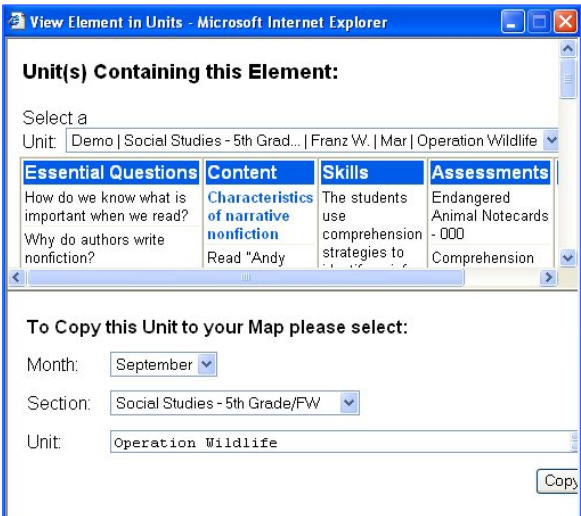 View Element in Units - Microsoft Internet Explorer
Unit(s) Containing this Element:
Select a
Unit: Demo | Social Studies - 5th Grad... | Franz W. | Mar | Operation Wildlife
Essential Questions Content Skills Assessments
How do we know what is important when we read?
Why do authors write nonfiction?
Characteristics of narrative nonfiction
Read "Andy
The students use comprehension strategies to
Endangered Animal Notecards - 000
Comprehension
To Copy this Unit to your Map please select:
Month: September
Section: Social Studies - 5th Grade/FW
Unit: Operation Wildlife
Copy